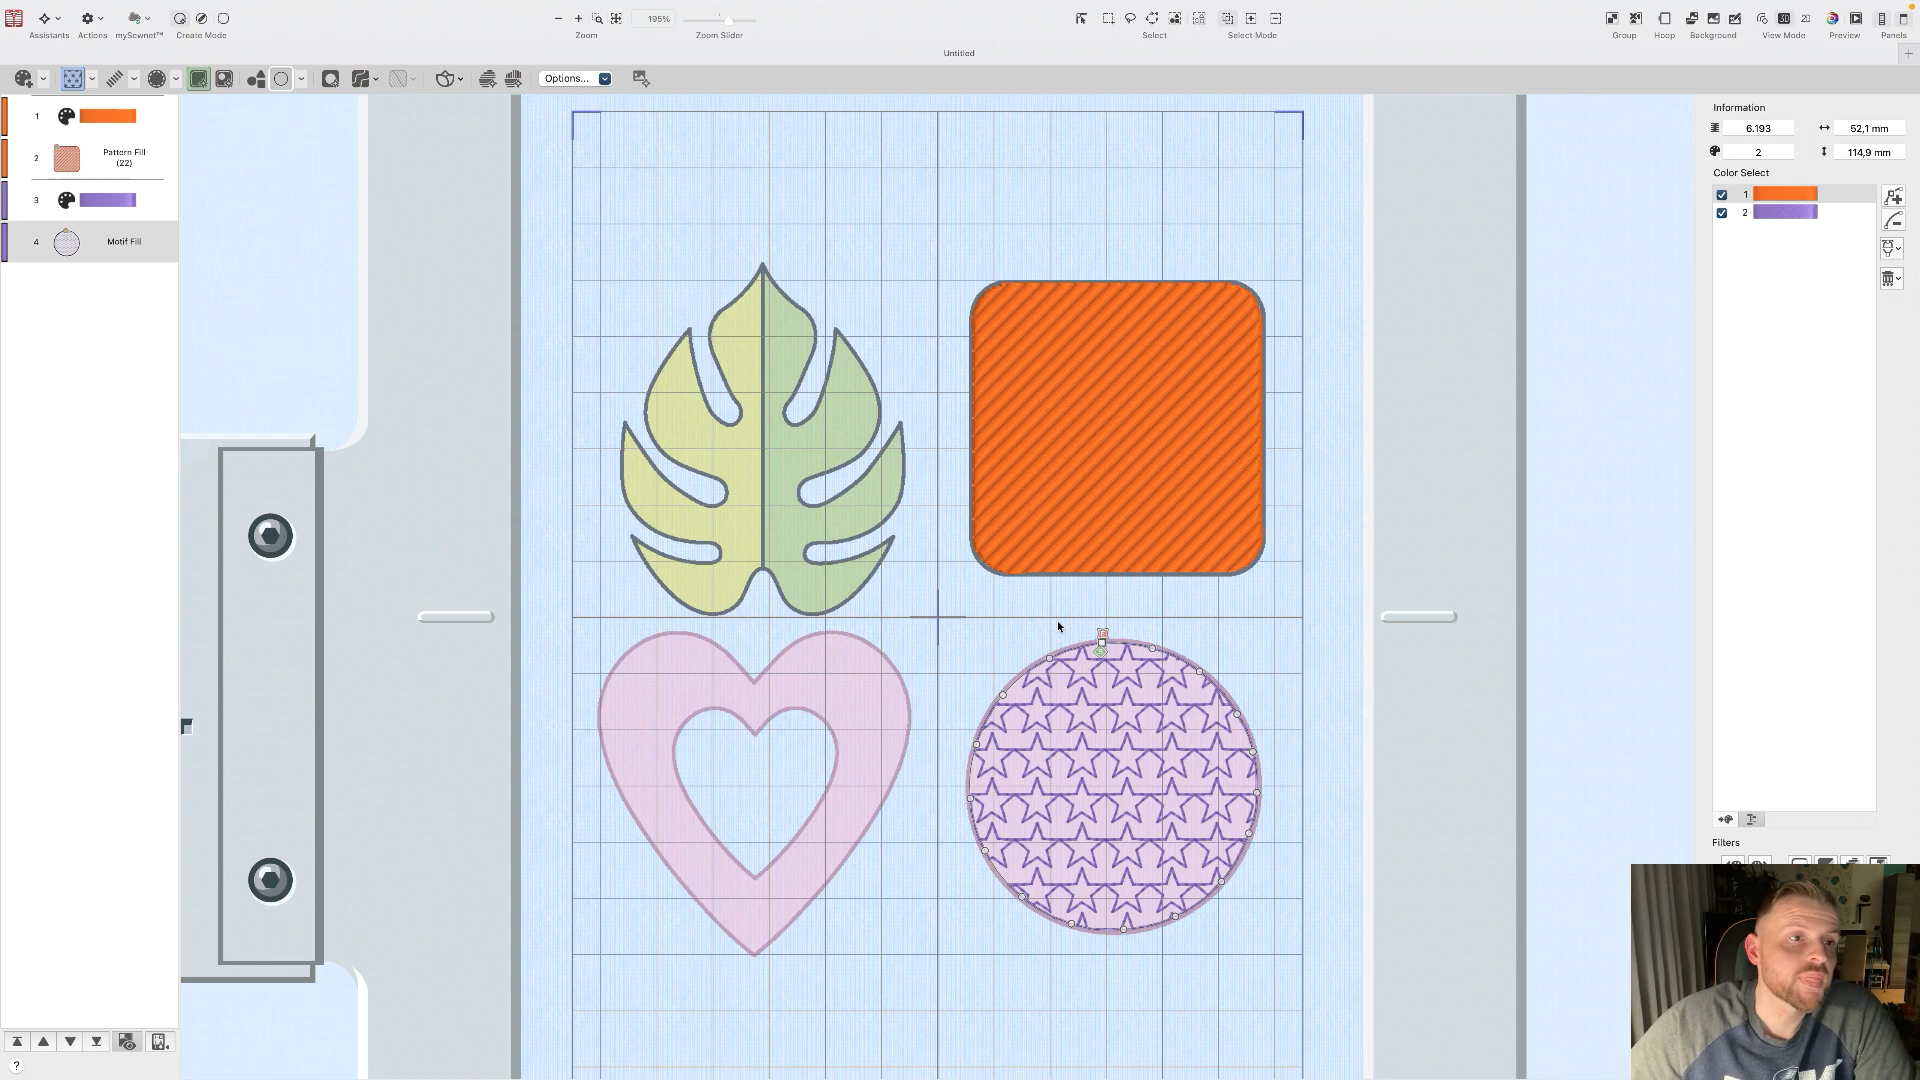 Assistants
Actions
mySewnet™
Create Mode
Zoom
195%
Zoom Slider
Select
Select Mode
Group
Hoop
Background
2D
View Mode
Preview
Panels
Untitled
Options...
1
2 Pattern Fill
(22)
3
4 Motif Fill
?
Information
6.193 52,1 mm
2 114,9 mm
Color Select
1
2
Filters